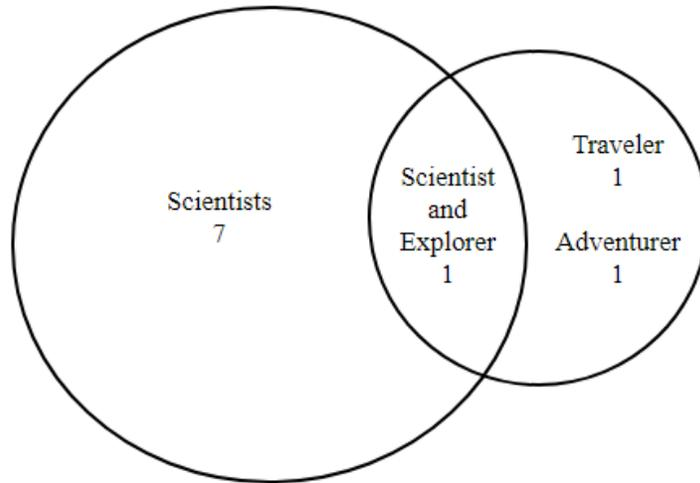 Scientists
7
Scientist
and
Explorer
1
Traveler
1
Adventurer
1